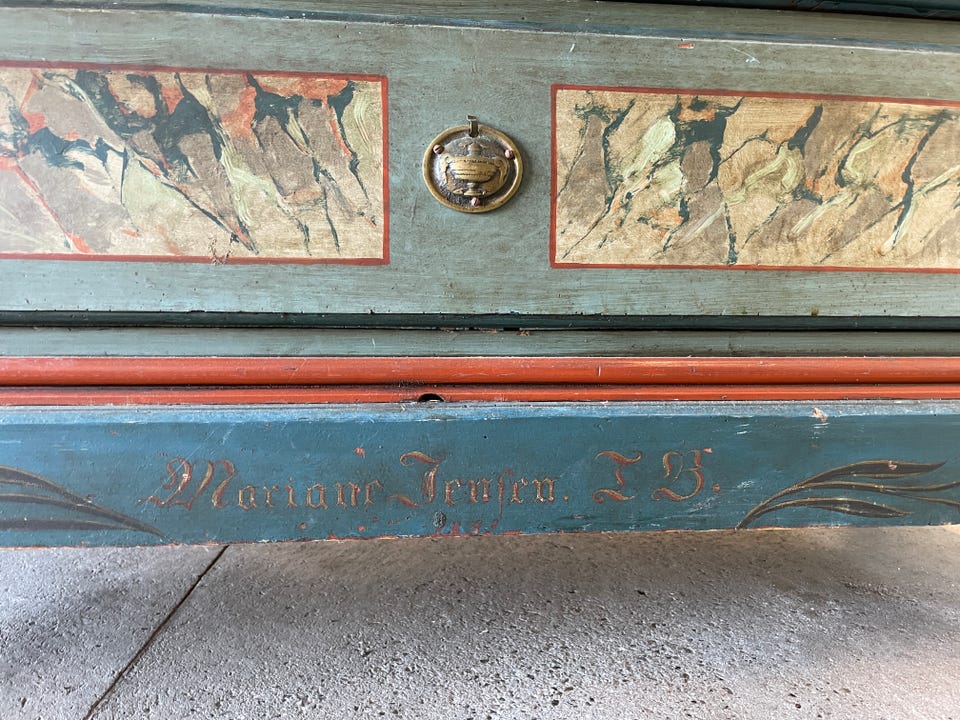 Mariane Jensen. T B.